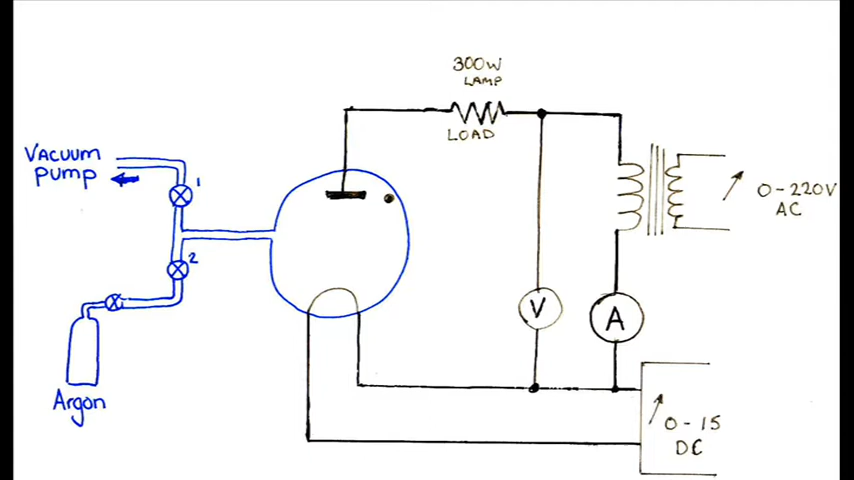 300W
LAMP
LOAD
VACUUM
PUMP
1
2
Argon
V
A
0-220V
AC
0-15
DC